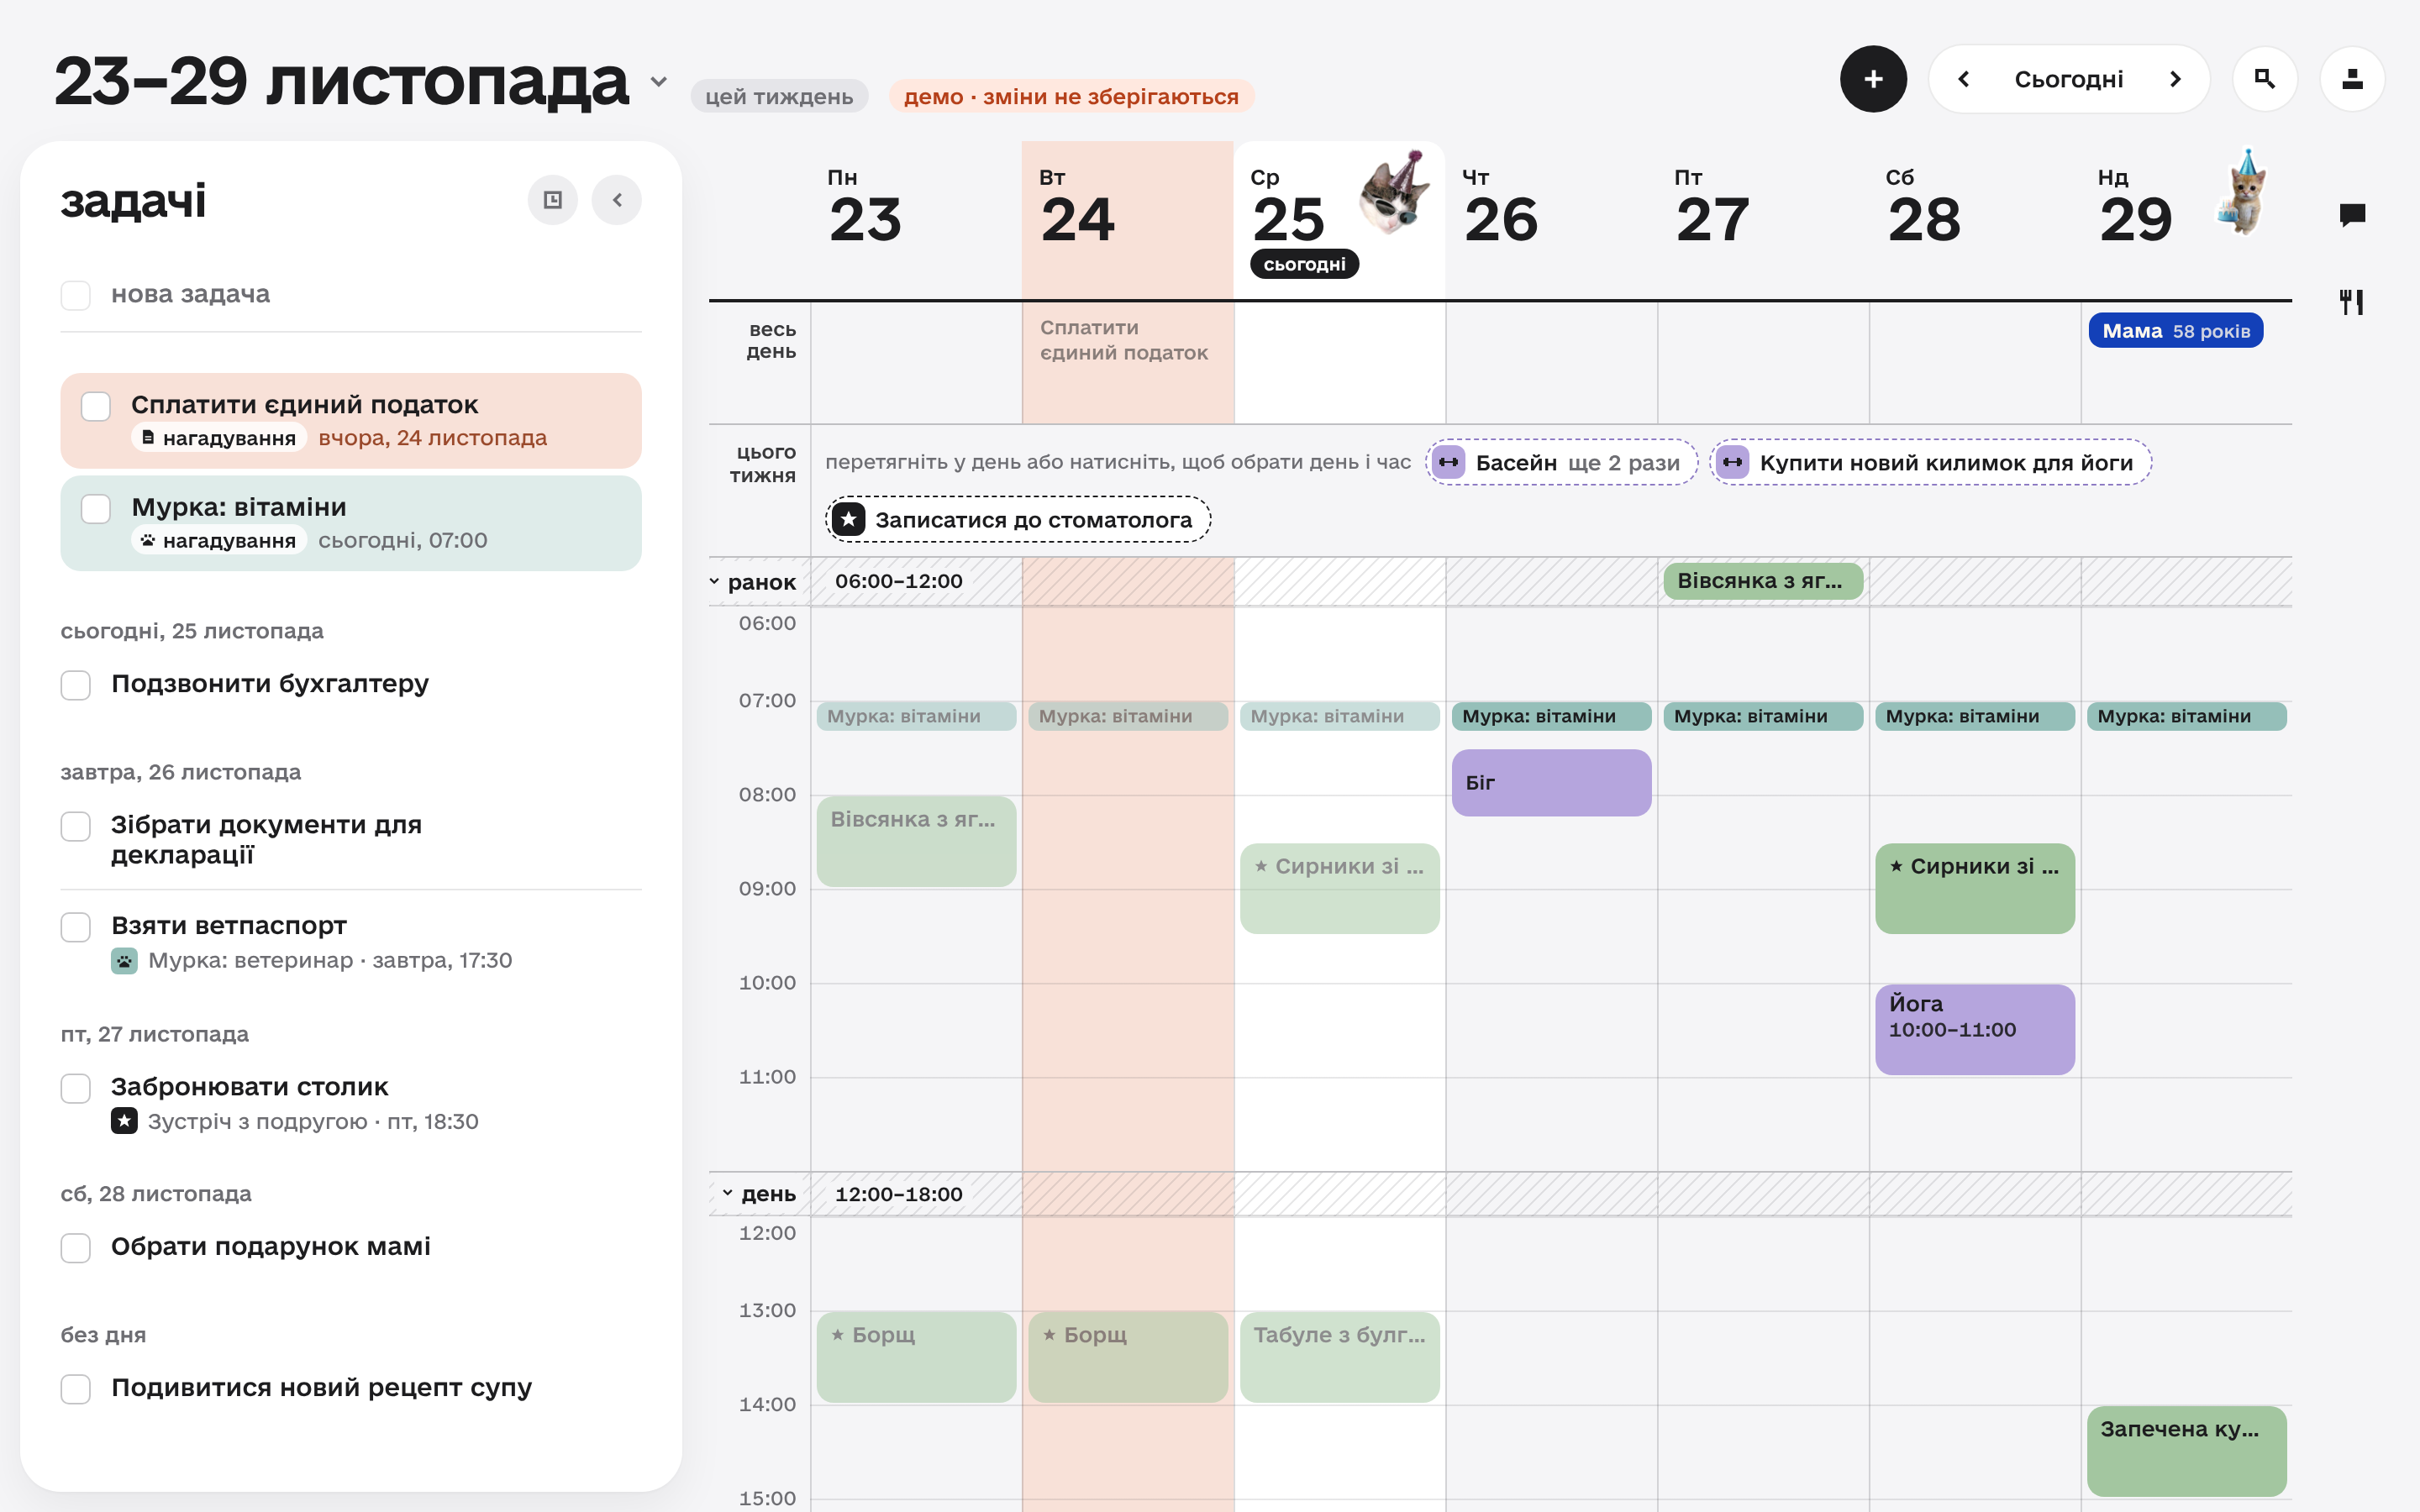 23–29 листопада
цей тиждень
демо · зміни не зберігаються
+
Сьогодні
задачі
нова задача
Сплатити єдиний податок
нагадування вчора, 24 листопада
Мурка: вітаміни
нагадування сьогодні, 07:00
сьогодні, 25 листопада
Подзвонити бухгалтеру
завтра, 26 листопада
Зібрати документи для
декларації
Взяти ветпаспорт
Мурка: ветеринар · завтра, 17:30
пт, 27 листопада
Забронювати столик
Зустріч з подругою · пт, 18:30
сб, 28 листопада
Обрати подарунок мамі
без дня
Подивитися новий рецепт супу
Пн Вт Ср Чт Пт Сб Нд
23 24 25 26 27 28 29
сьогодні
весь
день
Сплатити
єдиний податок
Мама 58 років
цього
тижня
перетягніть у день або натисніть, щоб обрати день і час
Басейн ще 2 рази
Купити новий килимок для йоги
Записатися до стоматолога
ранок 06:00–12:00 Вівсянка з яг...
06:00
07:00
Мурка: вітаміни Мурка: вітаміни Мурка: вітаміни Мурка: вітаміни Мурка: вітаміни Мурка: вітаміни Мурка: вітаміни
Біг
08:00
Вівсянка з яг...
Сирники зі ... Сирники зі ...
09:00
10:00
Йога
10:00–11:00
11:00
день 12:00–18:00
12:00
13:00
Борщ Борщ Табуле з булг...
14:00
Запечена ку...
15:00